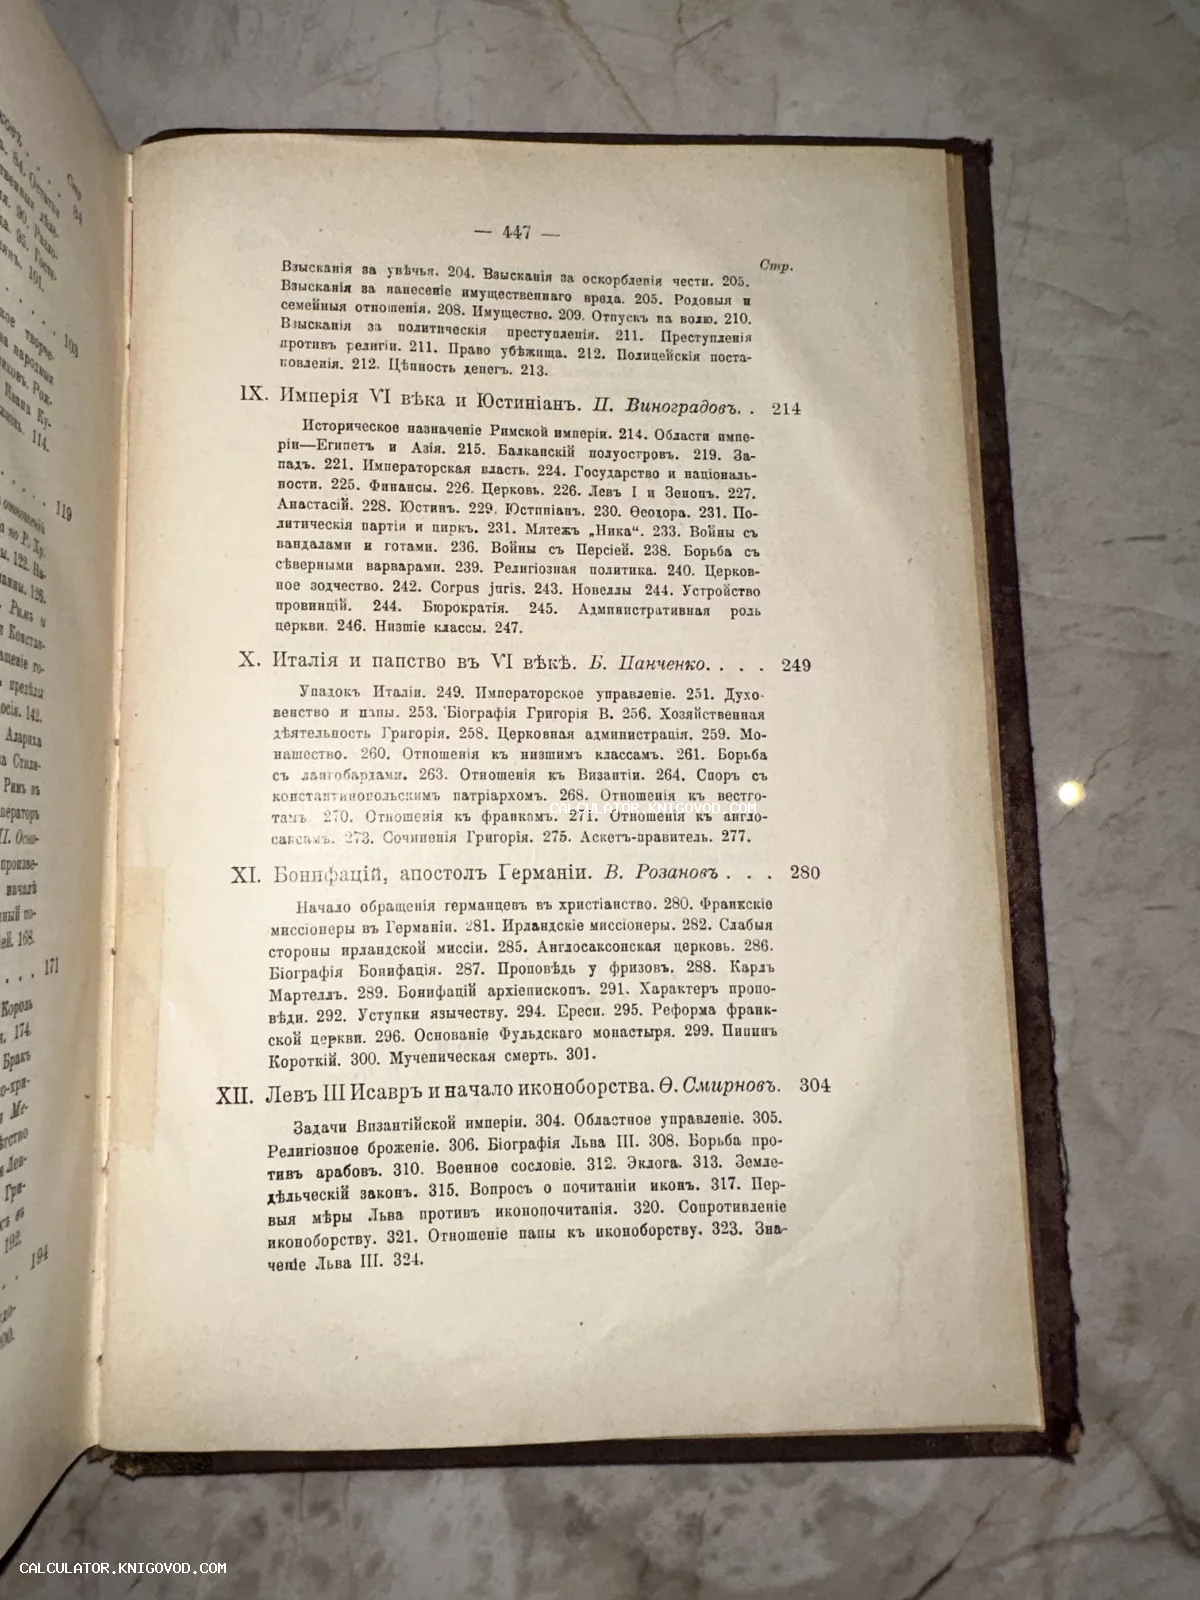 — 447 —
Стр.
Взысканія за увѣчья. 204. Взысканія за оскорбленія чести. 205.
Взысканія за нанесеніе имущественнаго вреда. 205. Родовыя и
семейныя отношенія. 208. Имущество. 209. Отпускъ на волю. 210.
Взысканія за политическія преступленія. 211. Преступленія
противъ религіи. 211. Право убѣжища. 212. Полицейскія поста-
новленія. 212. Цѣнность денегъ. 213.
IX. Имперія VI вѣка и Юстиніанъ. П. Виноградовъ. . 214
Историческое назначеніе Римской имперіи. 214. Области импе-
ріи—Египетъ и Азія. 215. Балканскій полуостровъ. 219. За-
падъ. 221. Императорская власть. 224. Государство и національ-
ности. 225. Финансы. 226. Церковь. 226. Левъ I и Зенонъ. 227.
Анастасій. 228. Юстинъ. 229. Юстиніанъ. 230. Ѳеодора. 231. По-
литическія партіи и циркъ. 231. Мятежъ „Ника“. 233. Войны съ
вандалами и готами. 236. Войны съ Персіей. 238. Борьба съ
сѣверными варварами. 239. Религіозная политика. 240. Церков-
ное зодчество. 242. Corpus juris. 243. Новеллы 244. Устройство
провинцій. 244. Бюрократія. 245. Административная роль
церкви. 246. Низшіе классы. 247.
X. Италія и папство въ VI вѣкѣ. Б. Панченко. . . . 249
Упадокъ Италіи. 249. Императорское управленіе. 251. Духо-
венство и папы. 253. Біографія Григорія В. 256. Хозяйственная
дѣятельность Григорія. 258. Церковная администрація. 259. Мо-
нашество. 260. Отношенія къ низшимъ классамъ. 261. Борьба
съ лангобардами. 263. Отношенія къ Византіи. 264. Споръ съ
константинопольскимъ патріархомъ. 268. Отношенія къ вестго-
тамъ. 270. Отношенія къ франкамъ. 271. Отношенія къ англо-
саксамъ. 273. Сочиненія Григорія. 275. Аскетъ-правитель. 277.
XI. Бонифацій, апостолъ Германіи. В. Розановъ . . . 280
Начало обращенія германцевъ въ христіанство. 280. Франкскіе
миссіонеры въ Германіи. 281. Ирландскіе миссіонеры. 282. Слабыя
стороны ирландской миссіи. 285. Англосаксонская церковь. 286.
Біографія Бонифація. 287. Проповѣдь у фризовъ. 288. Карлъ
Мартеллъ. 289. Бонифацій архіепископъ. 291. Характеръ пропо-
вѣди. 292. Уступки язычеству. 294. Ереси. 295. Реформа франк-
ской церкви. 296. Основаніе Фульдскаго монастыря. 299. Пипинъ
Короткій. 300. Мученическая смерть. 301.
XII. Левъ III Исавръ и начало иконоборства. Ѳ. Смирновъ. 304
Задачи Византійской имперіи. 304. Областное управленіе. 305.
Религіозное броженіе. 306. Біографія Льва III. 308. Борьба про-
тивъ арабовъ. 310. Военное сословіе. 312. Эклога. 313. Земле-
дѣльческій законъ. 315. Вопросъ о почитаніи иконъ. 317. Пер-
выя мѣры Льва противъ иконопочитанія. 320. Сопротивленіе
иконоборству. 321. Отношеніе папы къ иконоборству. 323. Зна-
ченіе Льва III. 324.
CALCULATOR.KNIGOVOD.COM
CALCULATOR.KNIGOVOD.COM